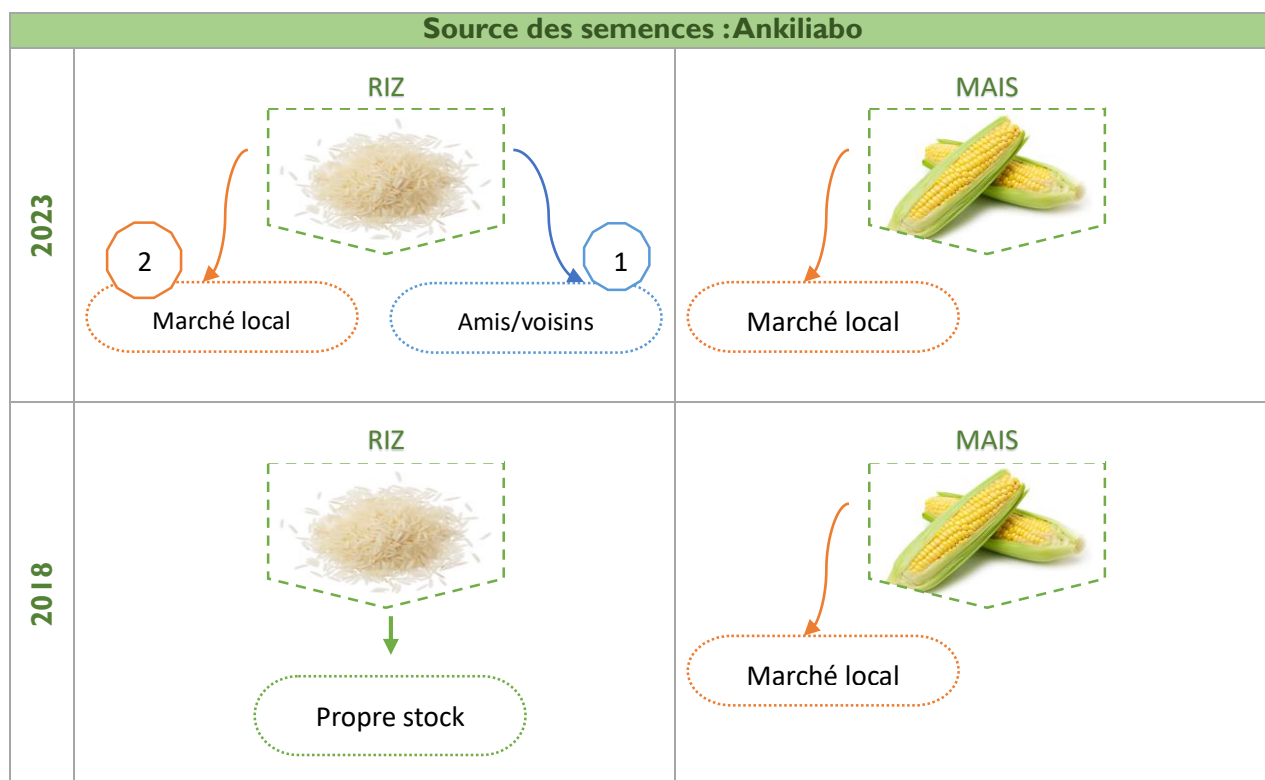 Source des semences : Ankiliabo
2023
RIZ
2
Marché local
1
Amis/voisins
MAIS
Marché local
2018
RIZ
Propre stock
MAIS
Marché local